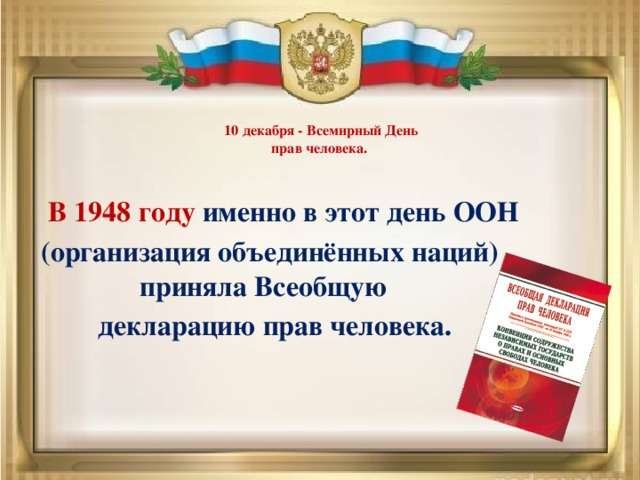 10 декабря - Всемирный День
прав человека.
В 1948 году именно в этот день ООН
(организация объединённых наций)
приняла Всеобщую
декларацию прав человека.
ВСЕОБЩАЯ ДЕКЛАРАЦИЯ
ПРАВ ЧЕЛОВЕКА
КОНВЕНЦИЯ СОДРУЖЕСТВА
НЕЗАВИСИМЫХ ГОСУДАРСТВ
О ПРАВАХ И ОСНОВНЫХ
СВОБОДАХ ЧЕЛОВЕКА